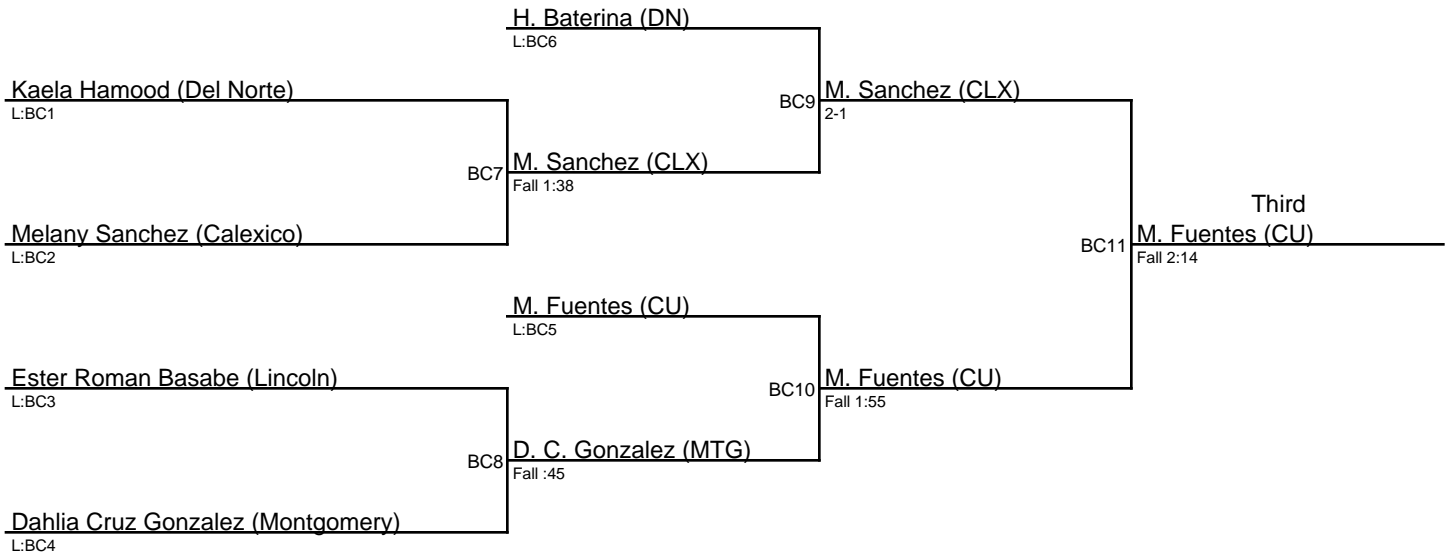 H. Baterina (DN)
L:BC6
Kaela Hamood (Del Norte)
L:BC1
BC9
M. Sanchez (CLX)
2-1
BC7
M. Sanchez (CLX)
Fall 1:38
Third
Melany Sanchez (Calexico)
L:BC2
BC11
M. Fuentes (CU)
Fall 2:14
M. Fuentes (CU)
L:BC5
Ester Roman Basabe (Lincoln)
L:BC3
BC10
M. Fuentes (CU)
Fall 1:55
BC8
D. C. Gonzalez (MTG)
Fall :45
Dahlia Cruz Gonzalez (Montgomery)
L:BC4